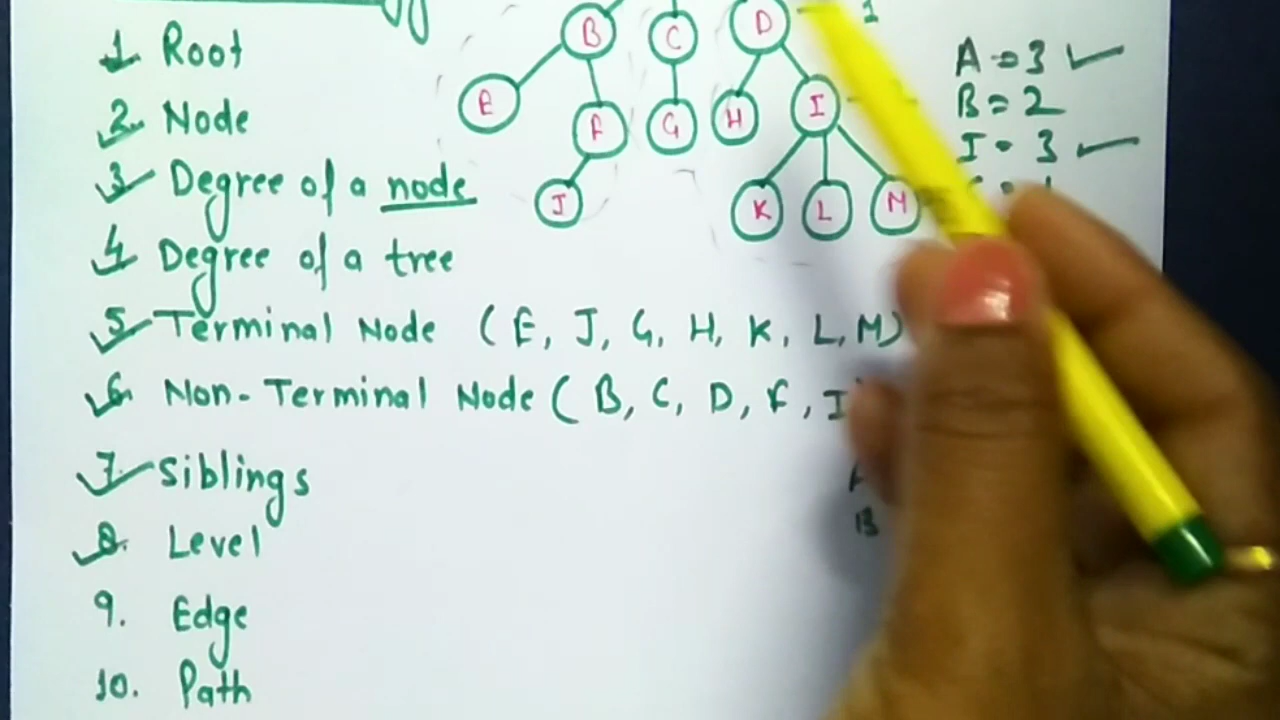 1. Root
2. Node
3. Degree of a node
4. Degree of a tree
5. Terminal Node (E, J, G, H, K, L, M)
6. Non-Terminal Node (B, C, D, F, I
7. Siblings
8. Level
9. Edge
10. Path
B C D
E F G H I
J K L M
1
A = 3
B = 2
I = 3
B